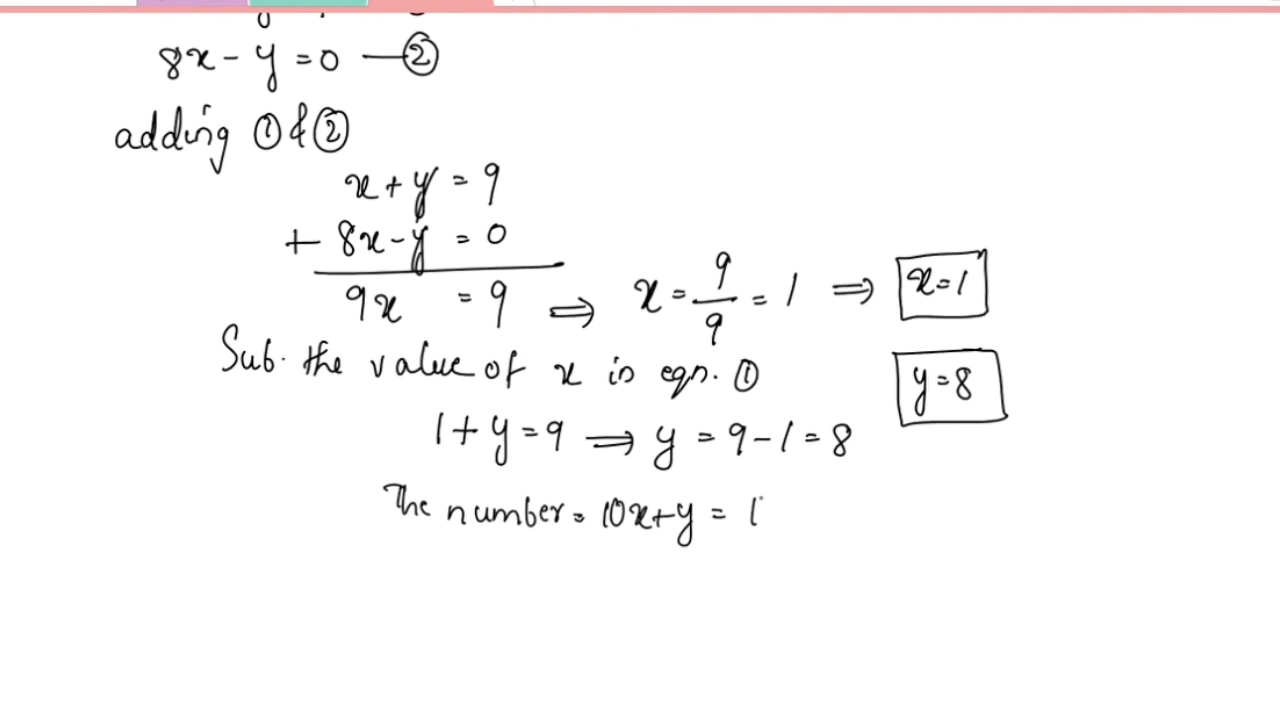 8x - y = 0 — ②
adding ① & ②
x + y = 9
+ 8x - y = 0
9x = 9 ⟹ x = 9/9 = 1 ⟹ x = 1
Sub. the value of x in eqn. ①
y = 8
1 + y = 9 ⟹ y = 9 - 1 = 8
The number = 10x + y = 1